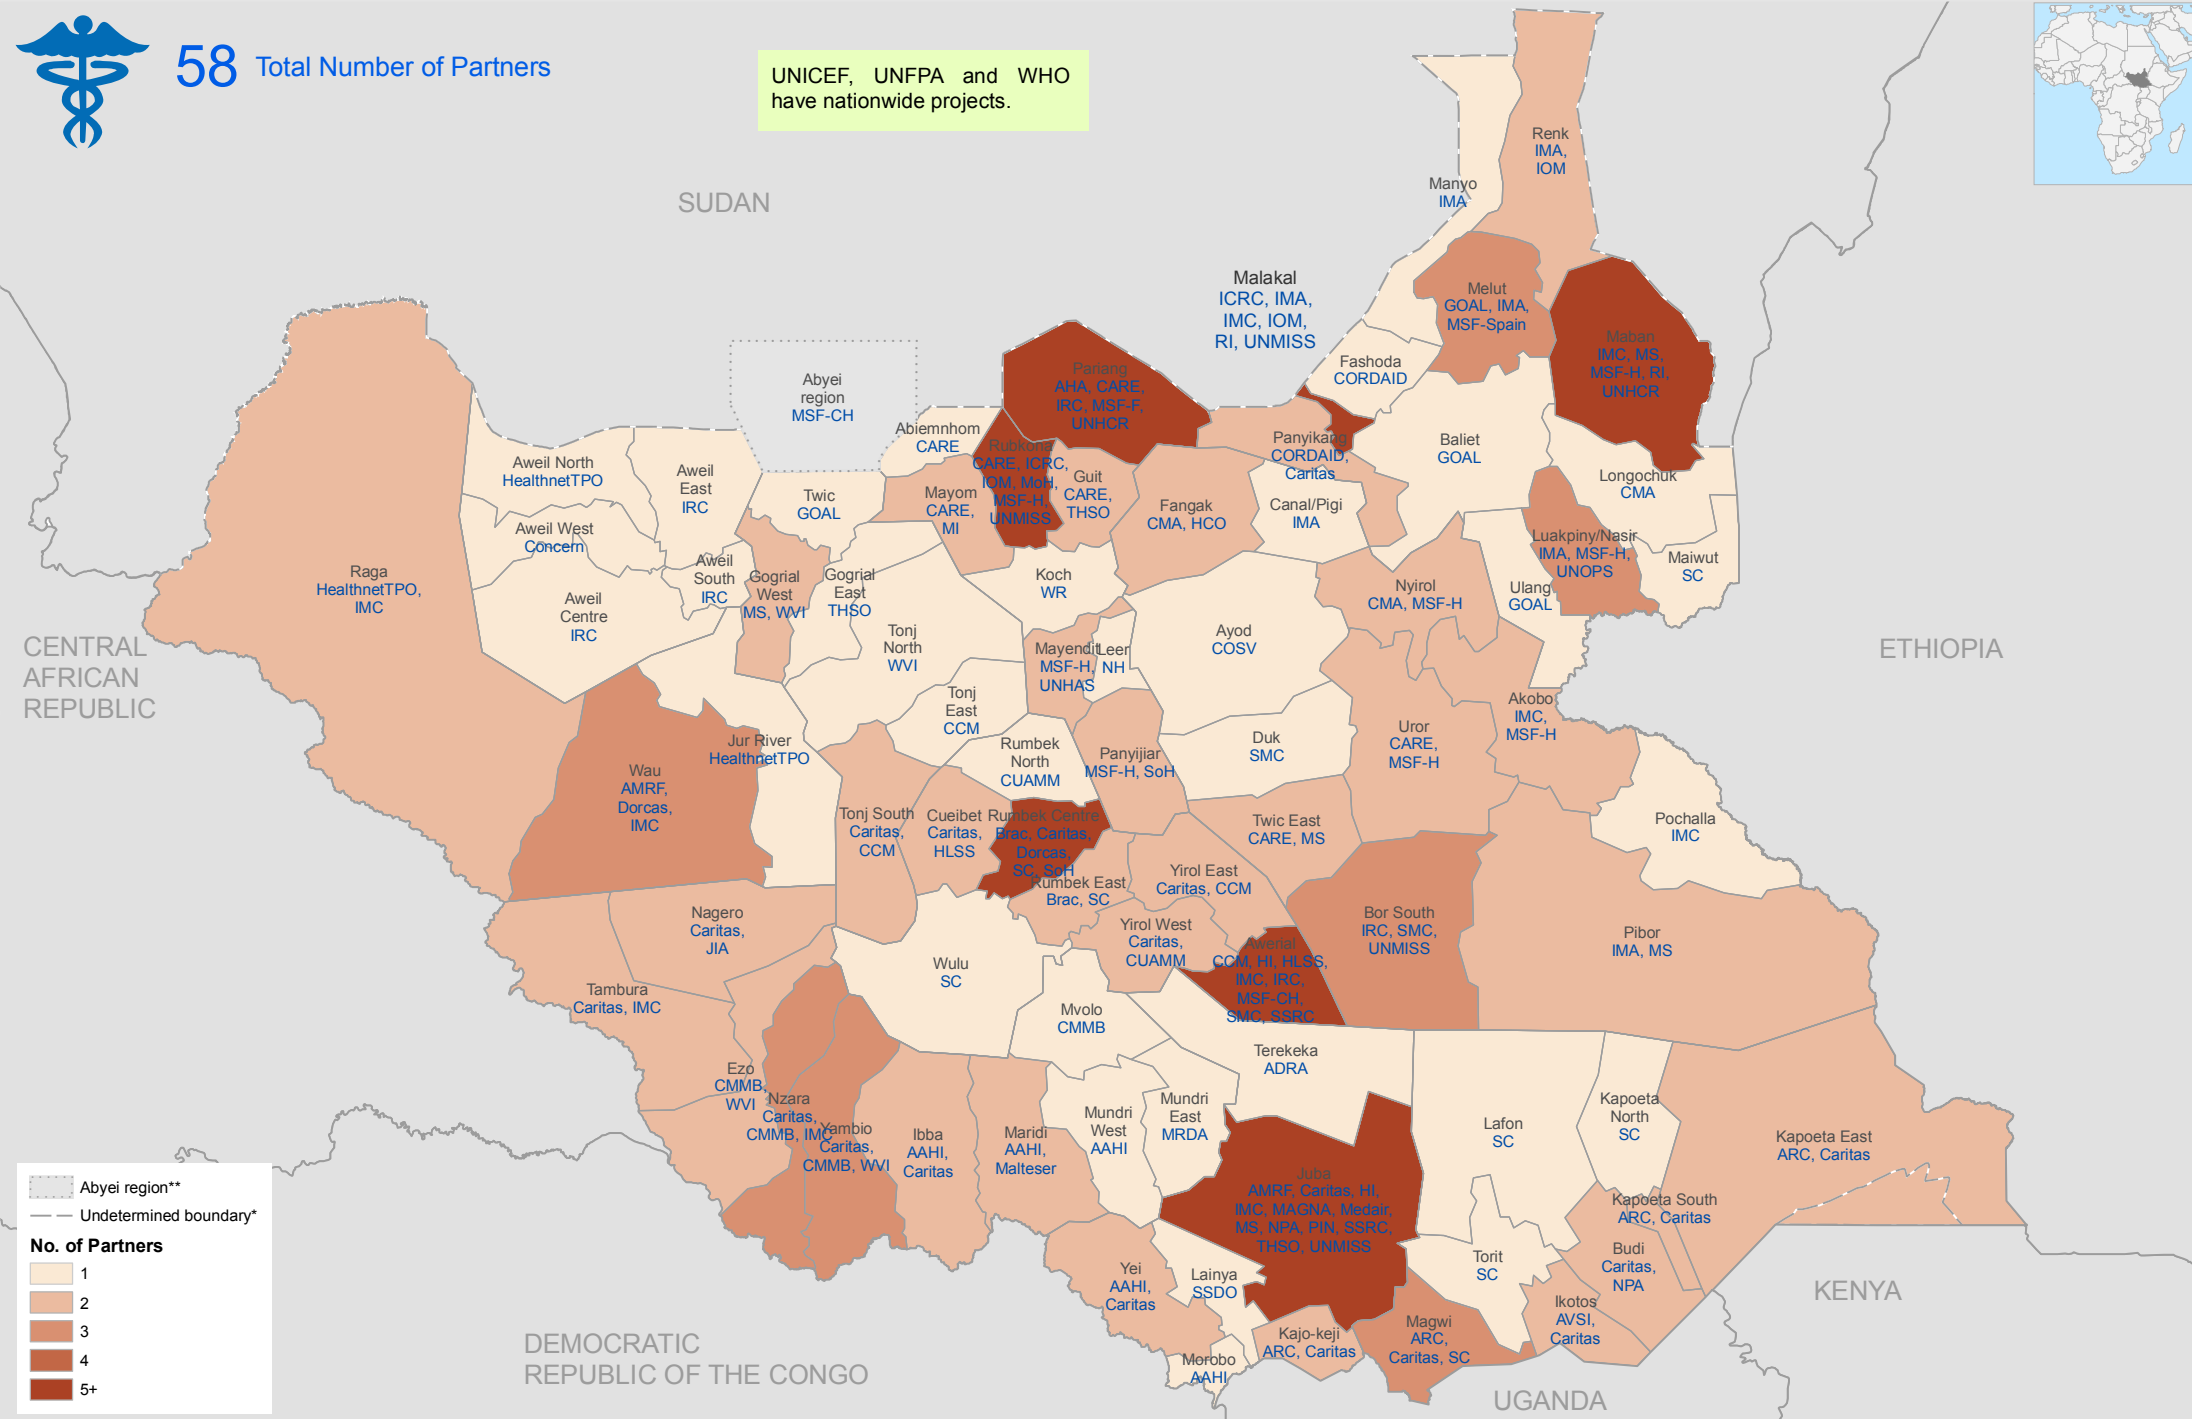 58 Total Number of Partners
UNICEF, UNFPA and WHO
have nationwide projects.
SUDAN
Renk
IMA,
IOM
Manyo
IMA
Malakal
ICRC, IMA,
IMC, IOM,
RI, UNMISS
Melut
GOAL, IMA,
MSF-Spain
Maban
IMC, MS,
MSF-H, RI,
UNHCR
Fashoda
CORDAID
Abyei
region
MSF-CH
Pariang
AHA, CARE,
IRC, MSF-F,
UNHCR
Abiemnhom
CARE
Rubkona
CARE, ICRC,
IOM, MoH,
MSF-H,
UNMISS
Panyikang
CORDAID,
Caritas
Baliet
GOAL
Longochuk
CMA
Aweil North
HealthnetTPO
Aweil
East
IRC
Twic
GOAL
Mayom
CARE,
MI
Guit
CARE,
THSO
Fangak
CMA, HCO
Canal/Pigi
IMA
Luakpiny/Nasir
IMA, MSF-H,
UNOPS
Maiwut
SC
Aweil West
Concern
Aweil
South
IRC
Gogrial
West
MS, WVI
Gogrial
East
THSO
Koch
WR
Nyirol
CMA, MSF-H
Ulang
GOAL
Raga
HealthnetTPO,
IMC
Aweil
Centre
IRC
Tonj
North
WVI
Mayendit
MSF-H,
UNHAS
Leer
NH
Ayod
COSV
CENTRAL
AFRICAN
REPUBLIC
ETHIOPIA
Tonj
East
CCM
Akobo
IMC,
MSF-H
Jur River
HealthnetTPO
Rumbek
North
CUAMM
Panyijiar
MSF-H, SoH
Duk
SMC
Uror
CARE,
MSF-H
Wau
AMRF,
Dorcas,
IMC
Tonj South
Caritas,
CCM
Cueibet
Caritas,
HLSS
Rumbek Centre
Brac, Caritas,
Dorcas,
SC, SoH
Twic East
CARE, MS
Pochalla
IMC
Rumbek East
Brac, SC
Yirol East
Caritas, CCM
Nagero
Caritas,
JIA
Yirol West
Caritas,
CUAMM
Awerial
CCM, HI, HLSS,
IMC, IRC,
MSF-CH,
SMC, SSRC
Bor South
IRC, SMC,
UNMISS
Pibor
IMA, MS
Wulu
SC
Tambura
Caritas, IMC
Mvolo
CMMB
Terekeka
ADRA
Ezo
CMMB,
WVI
Nzara
Caritas,
CMMB, IMC
Yambio
Caritas,
CMMB, WVI
Ibba
AAHI,
Caritas
Maridi
AAHI,
Malteser
Mundri
West
AAHI
Mundri
East
MRDA
Lafon
SC
Kapoeta
North
SC
Kapoeta East
ARC, Caritas
Juba
AMRF, Caritas, HI,
IMC, MAGNA, Medair,
MS, NPA, PIN, SSRC,
THSO, UNMISS
Kapoeta South
ARC, Caritas
Yei
AAHI,
Caritas
Lainya
SSDO
Torit
SC
Budi
Caritas,
NPA
Ikotos
AVSI,
Caritas
Kajo-keji
ARC, Caritas
Magwi
ARC,
Caritas, SC
Morobo
AAHI
KENYA
DEMOCRATIC
REPUBLIC OF THE CONGO
UGANDA
Abyei region**
Undetermined boundary*
No. of Partners
1
2
3
4
5+